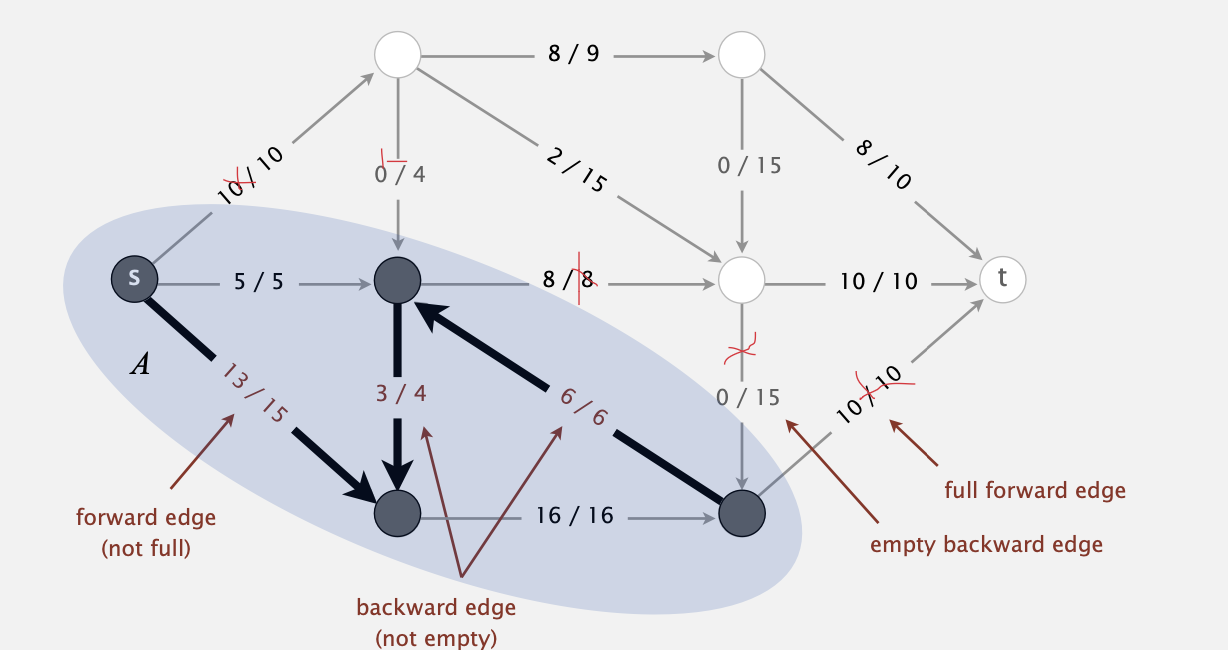 8 / 9
10 / 10
0 / 4
2 / 15
0 / 15
8 / 10
s
5 / 5
8 / 8
10 / 10
t
A
13 / 15
3 / 4
6 / 6
0 / 15
10 / 10
full forward edge
forward edge
(not full)
16 / 16
empty backward edge
backward edge
(not empty)